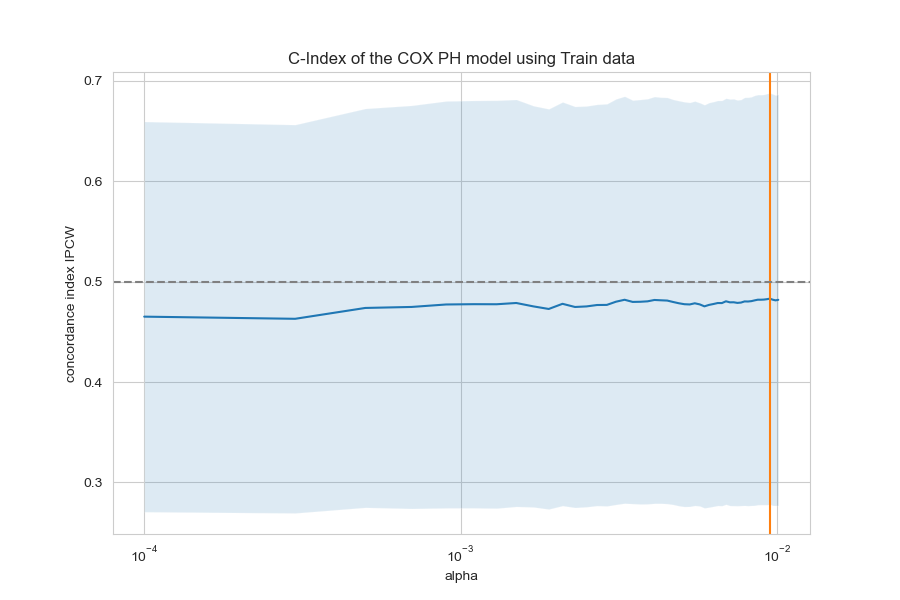 C-Index of the COX PH model using Train data
concordance index IPCW
0.7
0.6
0.5
0.4
0.3
10⁻⁴ 10⁻³ 10⁻²
alpha